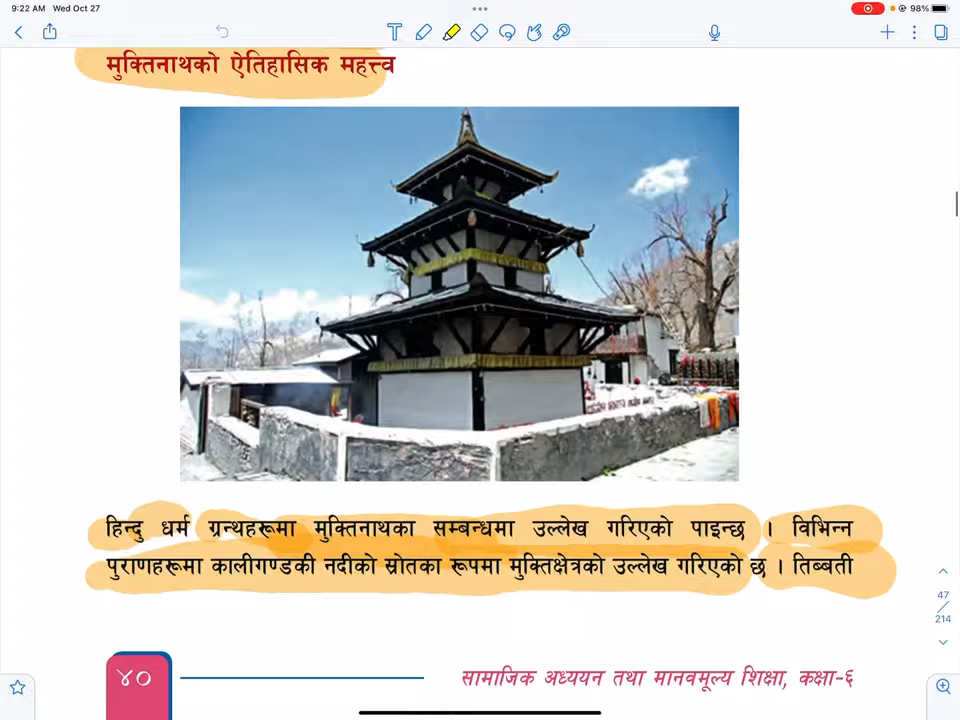 9:22 AM Wed Oct 27
98%
मुक्तिनाथको ऐतिहासिक महत्त्व
हिन्दु धर्म ग्रन्थहरूमा मुक्तिनाथका सम्बन्धमा उल्लेख गरिएको पाइन्छ । विभिन्न
पुराणहरूमा कालीगण्डकी नदीको स्रोतका रूपमा मुक्तिक्षेत्रको उल्लेख गरिएको छ । तिब्बती
47
214
४०
सामाजिक अध्ययन तथा मानवमूल्य शिक्षा, कक्षा-६